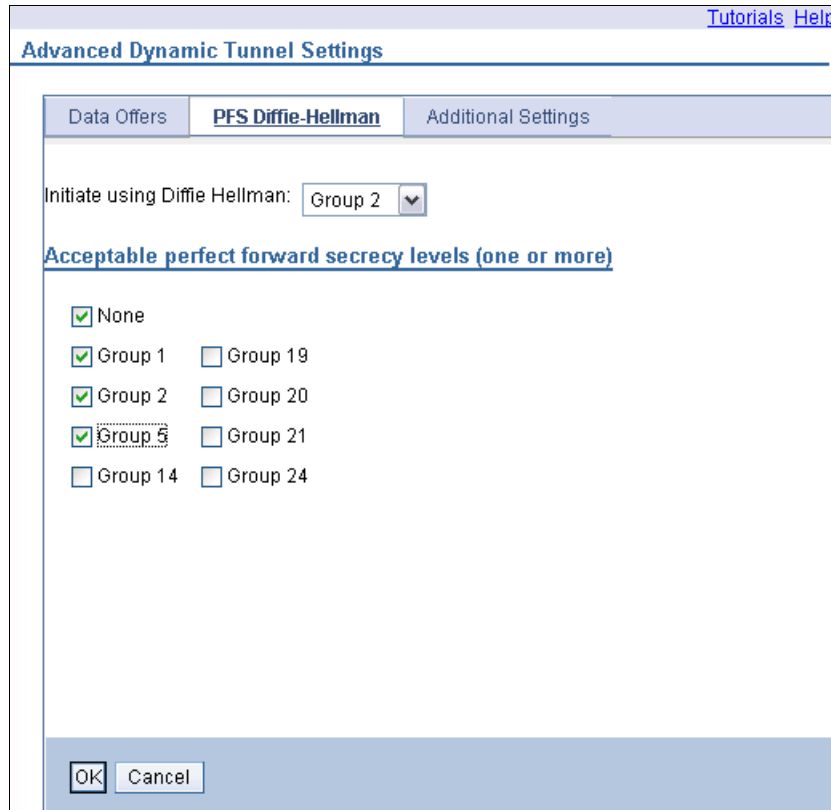 Tutorials Help
Advanced Dynamic Tunnel Settings
Data Offers PFS Diffie-Hellman Additional Settings
Initiate using Diffie Hellman: Group 2
Acceptable perfect forward secrecy levels (one or more)
None
Group 1 Group 19
Group 2 Group 20
Group 5 Group 21
Group 14 Group 24
OK Cancel